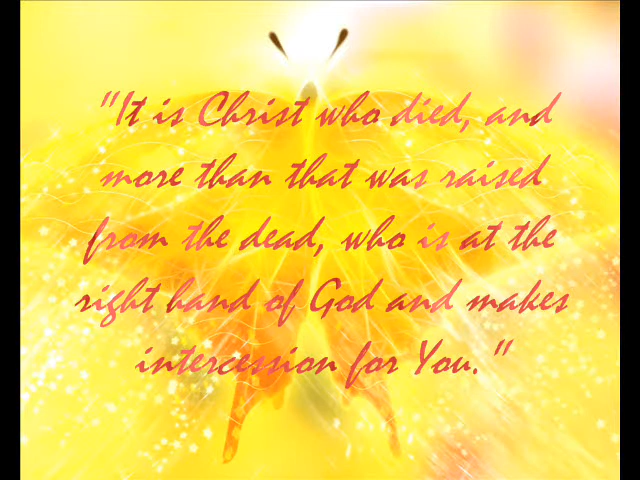 "It is Christ who died, and
more than that was raised
from the dead, who is at the
right hand of God and makes
intercession for You."